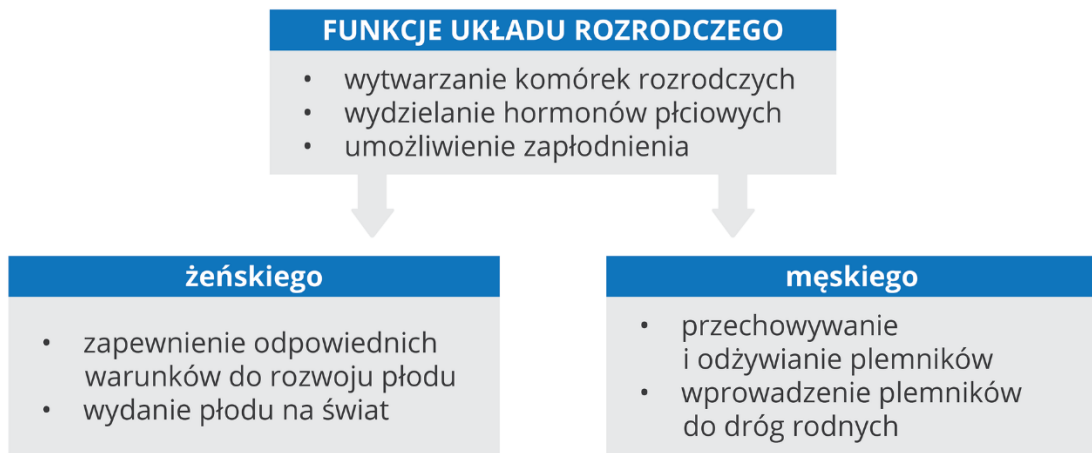 FUNKCJE UKŁADU ROZRODCZEGO
• wytwarzanie komórek rozrodczych
• wydzielanie hormonów płciowych
• umożliwienie zapłodnienia
żeńskiego
• zapewnienie odpowiednich
warunków do rozwoju płodu
• wydanie płodu na świat
męskiego
• przechowywanie
i odżywianie plemników
• wprowadzenie plemników
do dróg rodnych